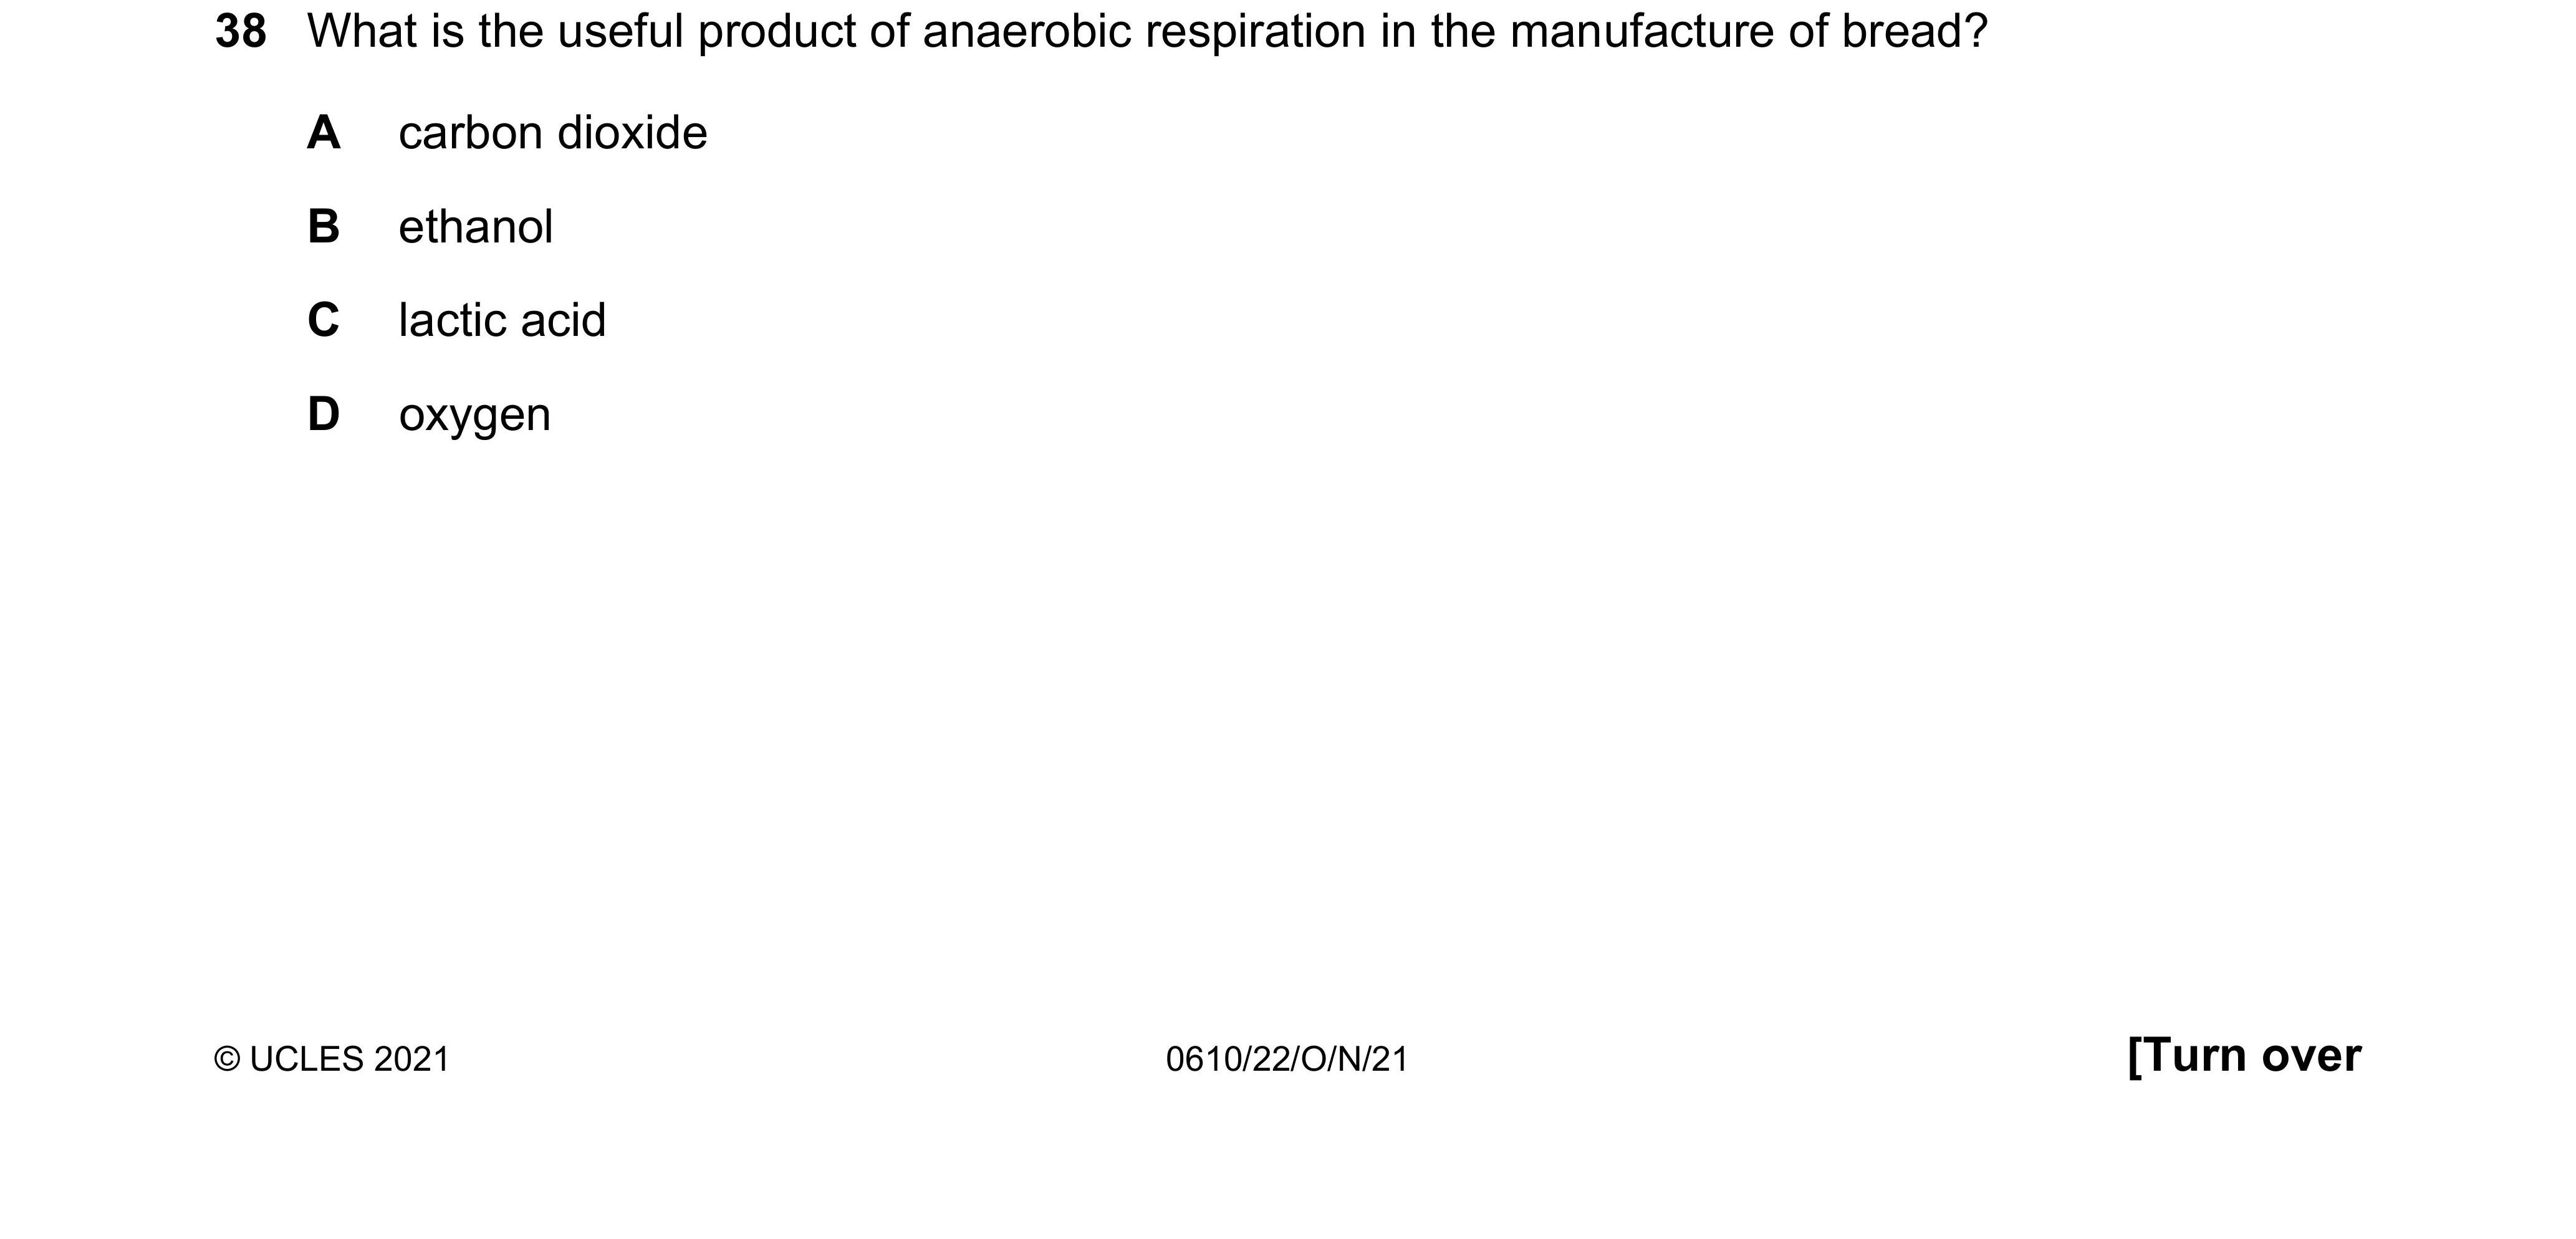 38 What is the useful product of anaerobic respiration in the manufacture of bread?
A carbon dioxide
B ethanol
C lactic acid
D oxygen
© UCLES 2021 0610/22/O/N/21 [Turn over